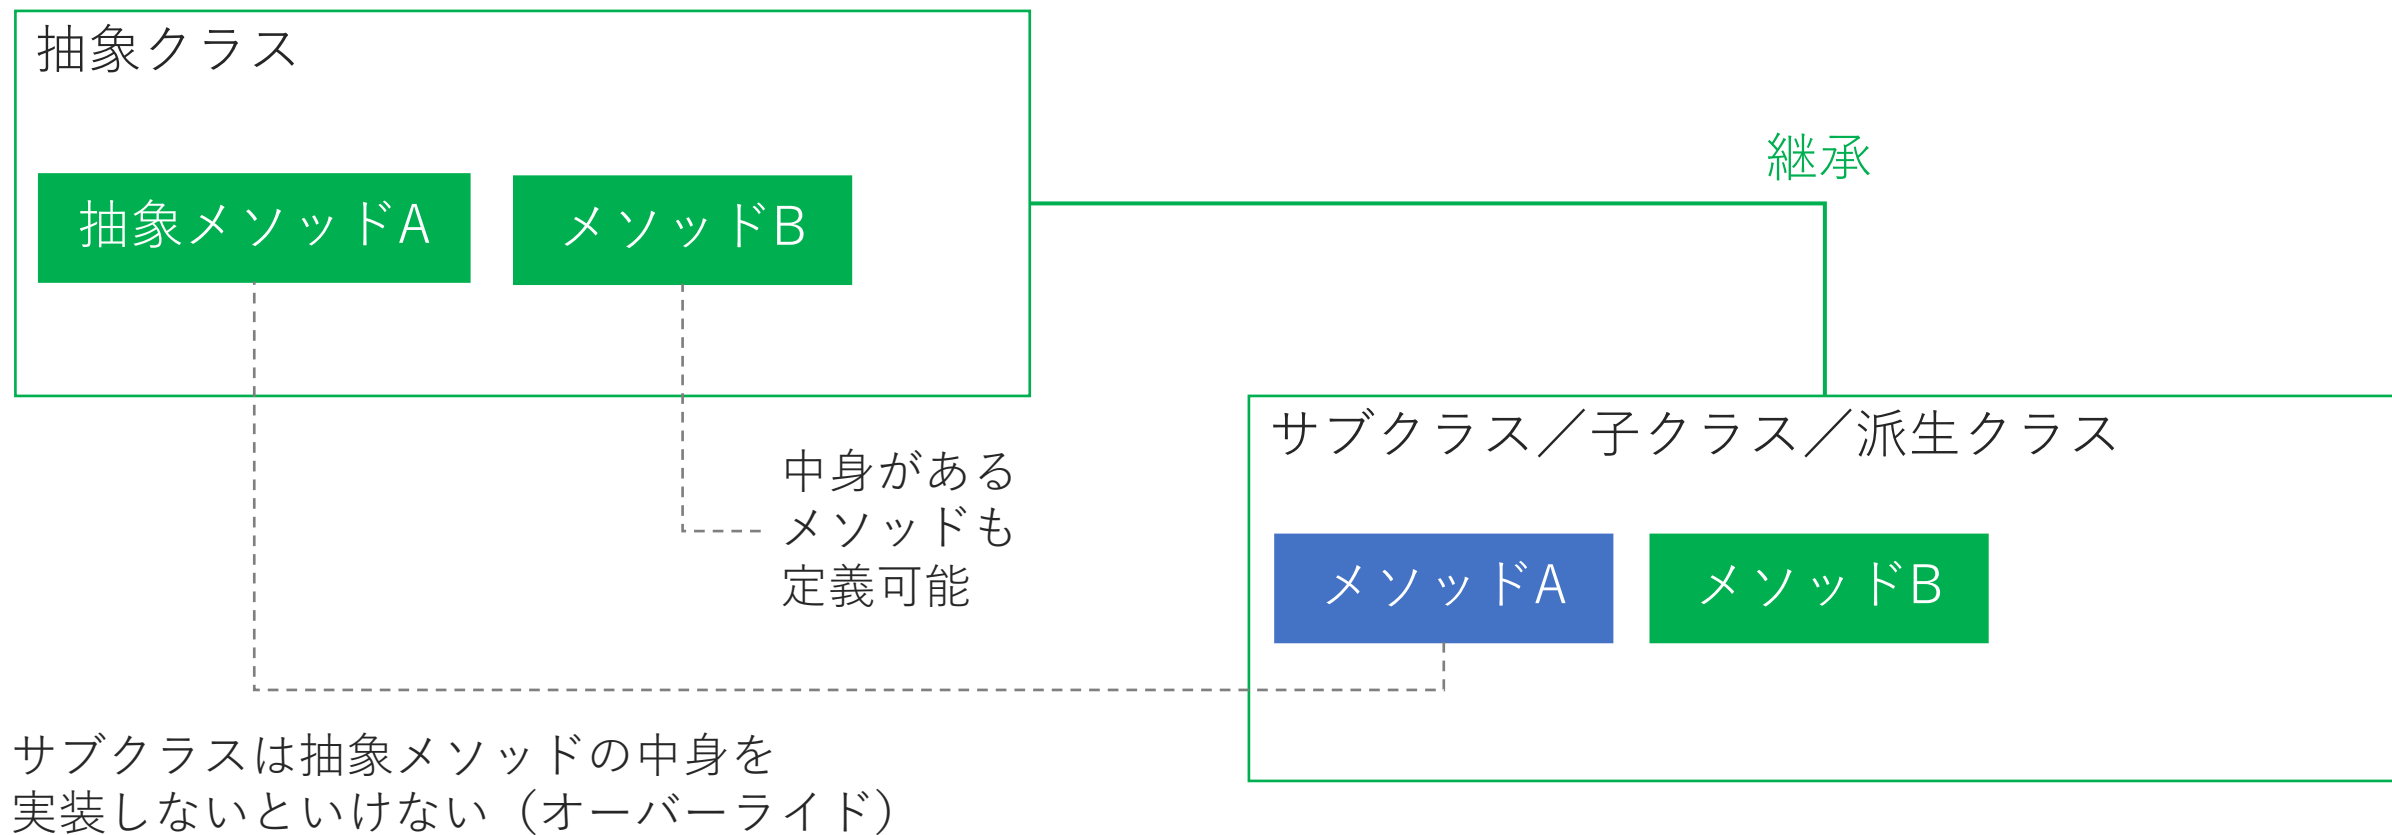 抽象クラス
抽象メソッドA
メソッドB
継承
サブクラス／子クラス／派生クラス
中身がある
メソッドも
定義可能
メソッドA
メソッドB
サブクラスは抽象メソッドの中身を
実装しないといけない（オーバーライド）